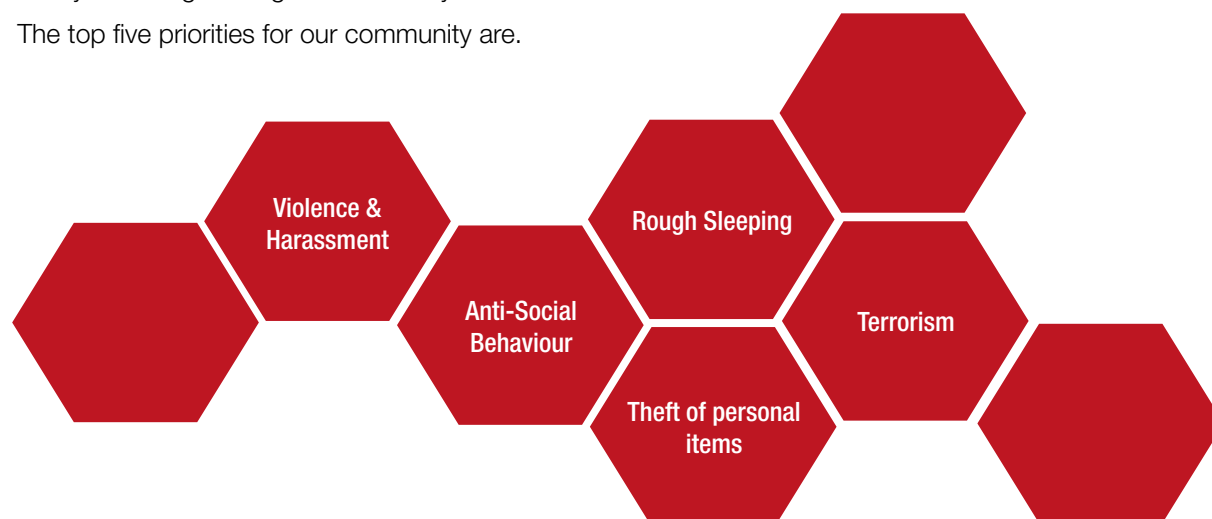 The top five priorities for our community are.
Violence &
Harassment
Anti-Social
Behaviour
Rough Sleeping
Theft of personal
items
Terrorism